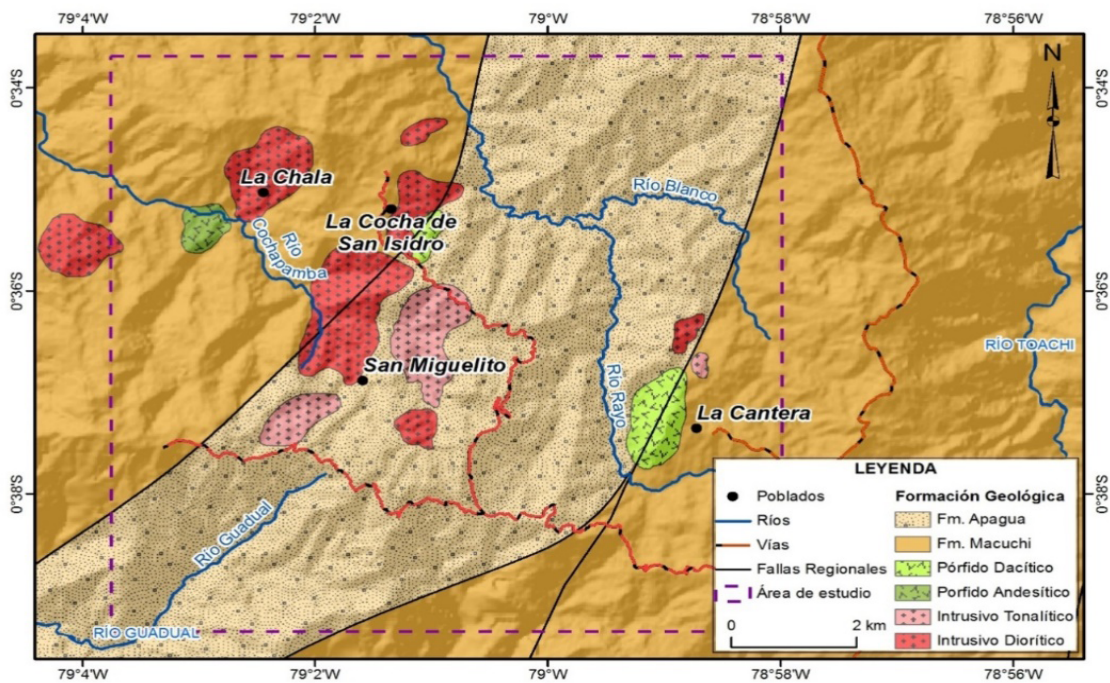 79°4'W 79°2'W 79°0'W 78°58'W 78°56'W
0°34'S
0°34'S
N
La Chala
Río Blanco
La Cocha de
San Isidro
Río
Cochapamba
0°36'S
0°36'S
RÍO TOACHI
San Miguelito
Río Rayo
La Cantera
0°38'S
0°38'S
Río Guadual
RÍO GUADUAL
LEYENDA
Poblados
Ríos
Vías
Fallas Regionales
Área de estudio
0 2 km
Formación Geológica
Fm. Apagua
Fm. Macuchi
Pórfido Dacítico
Porfido Andesítico
Intrusivo Tonalítico
Intrusivo Diorítico
79°4'W 79°2'W 79°0'W 78°58'W 78°56'W